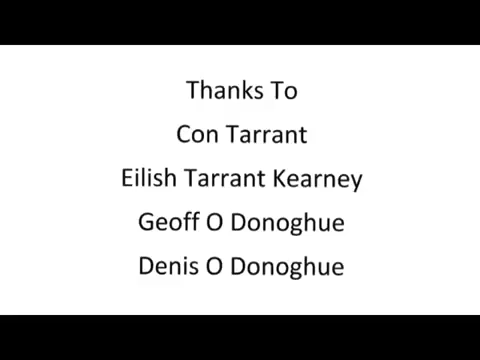 Thanks To
Con Tarrant
Eilish Tarrant Kearney
Geoff O Donoghue
Denis O Donoghue